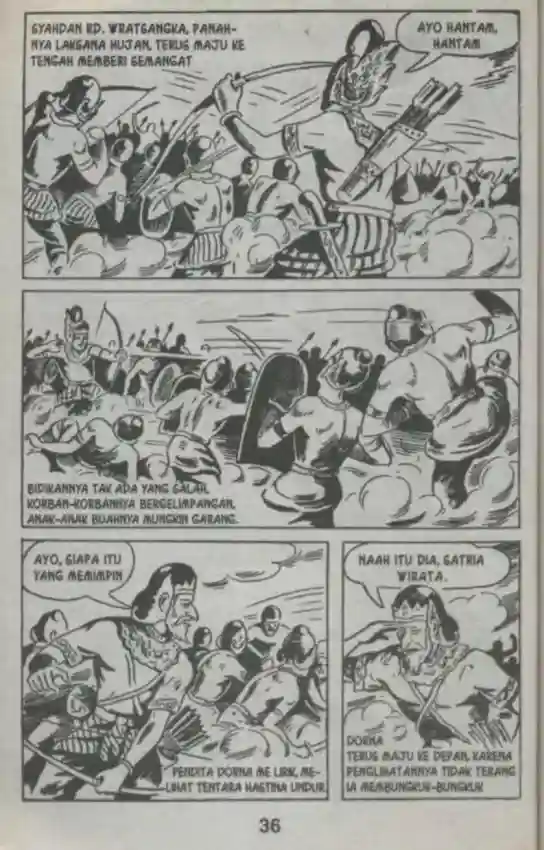 SYAHDAN RD. WRATSANGKA, PANAH-
NYA LAKSANA HUJAN, TERUS MAJU KE
TENGAH MEMBERI SEMANGAT
AYO HANTAM,
HANTAM
BIDIKANNYA TAK ADA YANG SALAH,
KORBAN-KORBANNYA BERGELIMPANGAN,
ANAK-ANAK BUAHNYA MUNGKIN GARANG.
AYO, SIAPA ITU
YANG MEMIMPIN
PENDITA DORNA ME LIRIK, ME-
LIHAT TENTARA HASTINA UNDUR.
NAAH ITU DIA, SATRIA
WIRATA.
DORNA
TERUS MAJU KE DEPAN, KARENA
PENGLIHATANNYA TIDAK TERANG
IA MEMBUNGKUK-BUNGKUK
36